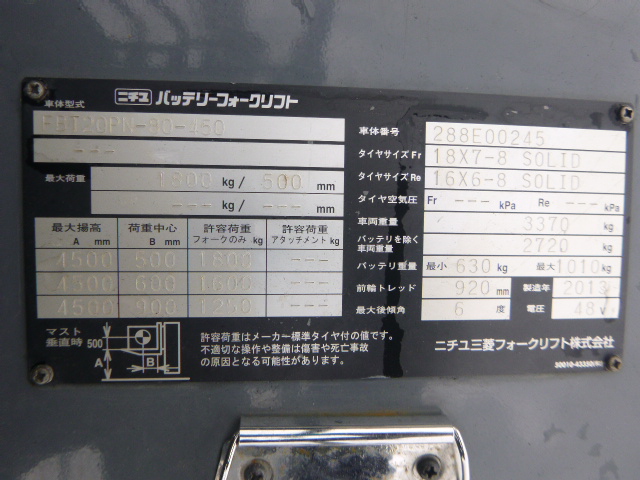 ニチユ バッテリーフォークリフト
車体型式
FBT20PN-80-450
---
最大荷重 1800 kg / 500 mm
--- kg / --- mm
最大揚高 A mm 荷重中心 B mm 許容荷重 フォークのみ kg 許容荷重 アタッチメント kg
4500 500 1800 ---
4500 600 1600 ---
4500 900 1200 ---
マスト垂直時 500
A
B
許容荷重はメーカー標準タイヤ付の値です。
不適切な操作や整備は傷害や死亡事故
の原因となる可能性があります。
車体番号 288E00245
タイヤサイズ Fr 18X7-8 SOLID
タイヤサイズ Re 16X6-8 SOLID
タイヤ空気圧 Fr --- kPa Re --- kPa
車両重量 3370 kg
バッテリを除く車両重量 2720 kg
バッテリ重量 最小 630 kg 最大 1010 kg
前輪トレッド 920 mm 製造年 2013
最大後傾角 6 度 電圧 48 V
ニチユ三菱フォークリフト株式会社